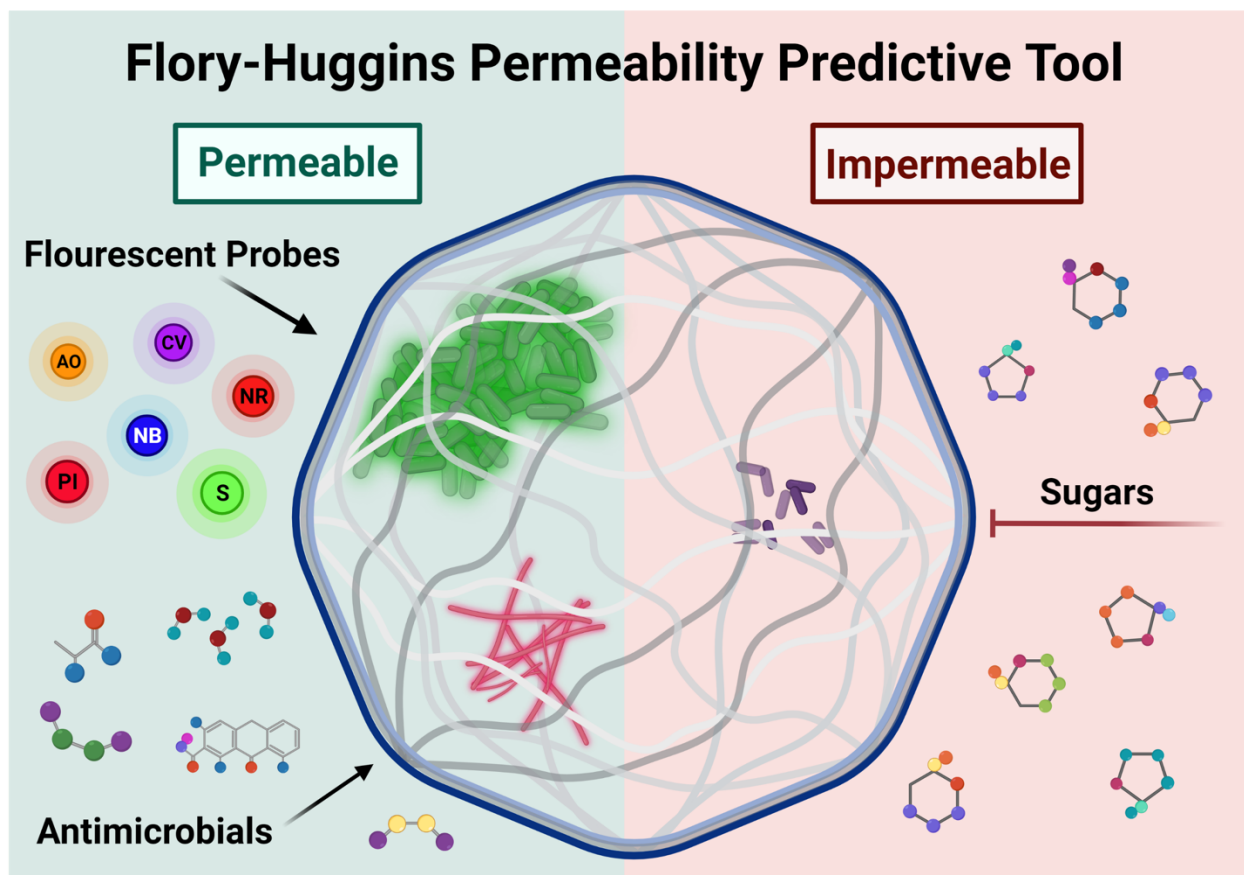 Flory-Huggins Permeability Predictive Tool
Permeable
Impermeable
Flourescent Probes
AO
CV
NR
NB
PI
S
Sugars
Antimicrobials